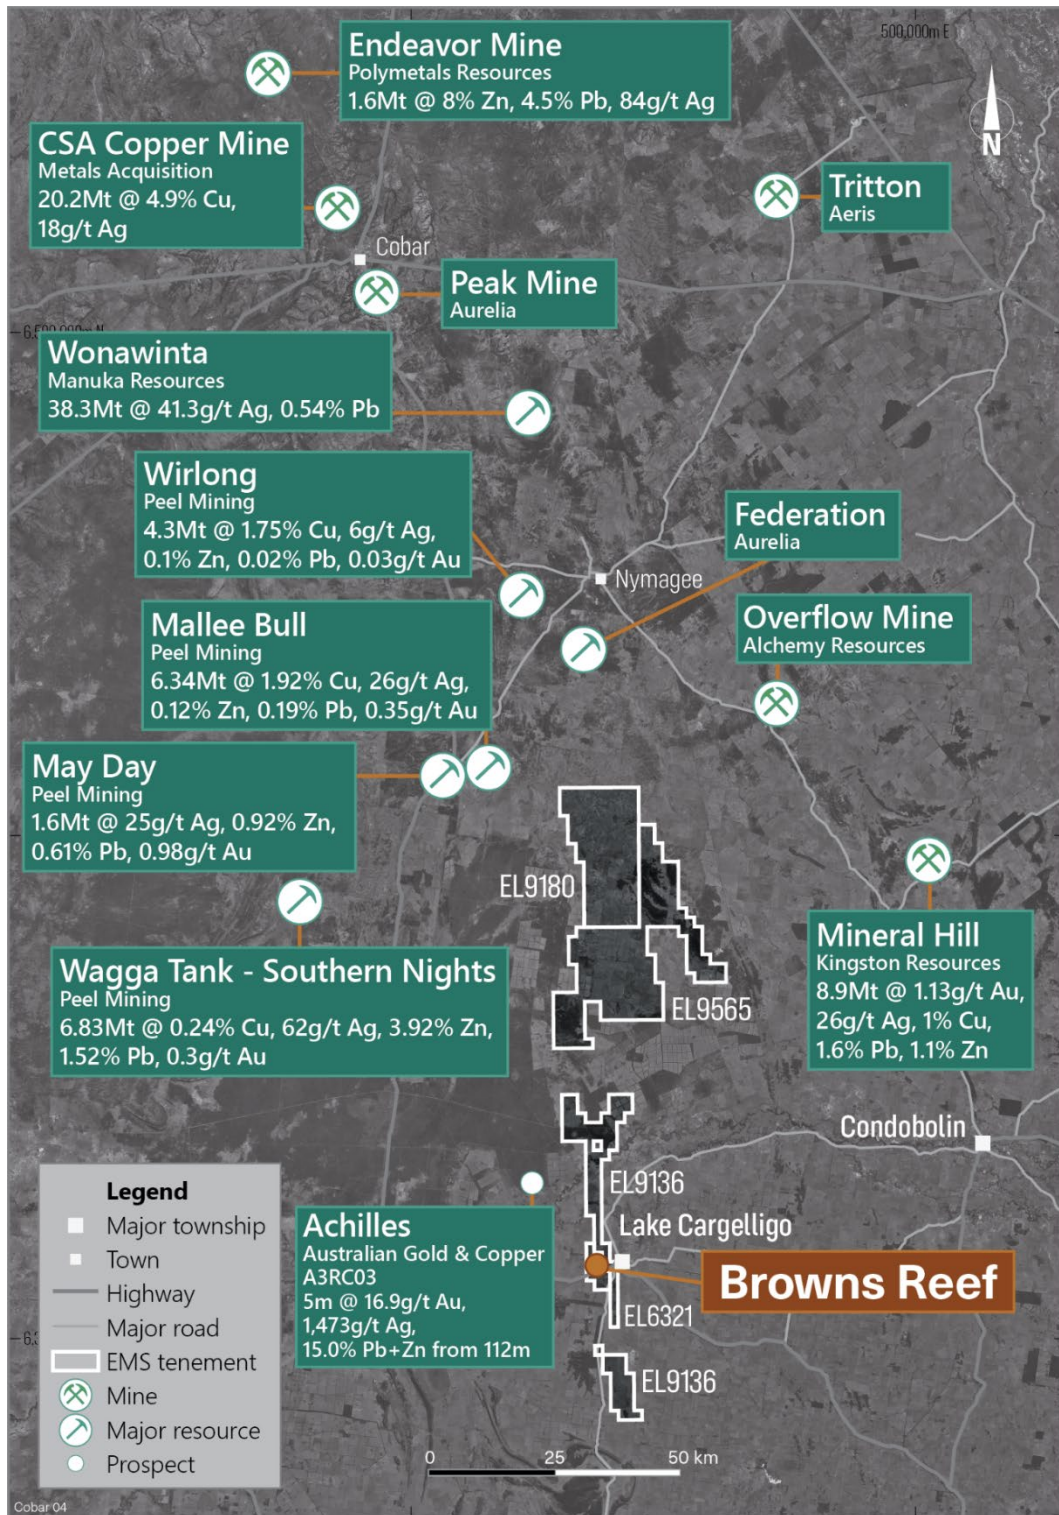 500,000m E
N
Endeavor Mine
Polymetals Resources
1.6Mt @ 8% Zn, 4.5% Pb, 84g/t Ag
CSA Copper Mine
Metals Acquisition
20.2Mt @ 4.9% Cu,
18g/t Ag
Tritton
Aeris
Cobar
Peak Mine
Aurelia
Wonawinta
Manuka Resources
38.3Mt @ 41.3g/t Ag, 0.54% Pb
Wirlong
Peel Mining
4.3Mt @ 1.75% Cu, 6g/t Ag,
0.1% Zn, 0.02% Pb, 0.03g/t Au
Federation
Aurelia
Nymagee
Mallee Bull
Peel Mining
6.34Mt @ 1.92% Cu, 26g/t Ag,
0.12% Zn, 0.19% Pb, 0.35g/t Au
Overflow Mine
Alchemy Resources
May Day
Peel Mining
1.6Mt @ 25g/t Ag, 0.92% Zn,
0.61% Pb, 0.98g/t Au
EL9180
EL9565
Mineral Hill
Kingston Resources
8.9Mt @ 1.13g/t Au,
26g/t Ag, 1% Cu,
1.6% Pb, 1.1% Zn
Wagga Tank - Southern Nights
Peel Mining
6.83Mt @ 0.24% Cu, 62g/t Ag, 3.92% Zn,
1.52% Pb, 0.3g/t Au
Condobolin
EL9136
Lake Cargelligo
Achilles
Australian Gold & Copper
A3RC03
5m @ 16.9g/t Au,
1,473g/t Ag,
15.0% Pb+Zn from 112m
Browns Reef
EL6321
EL9136
Legend
Major township
Town
Highway
Major road
EMS tenement
Mine
Major resource
Prospect
0 25 50 km
Cobar 04